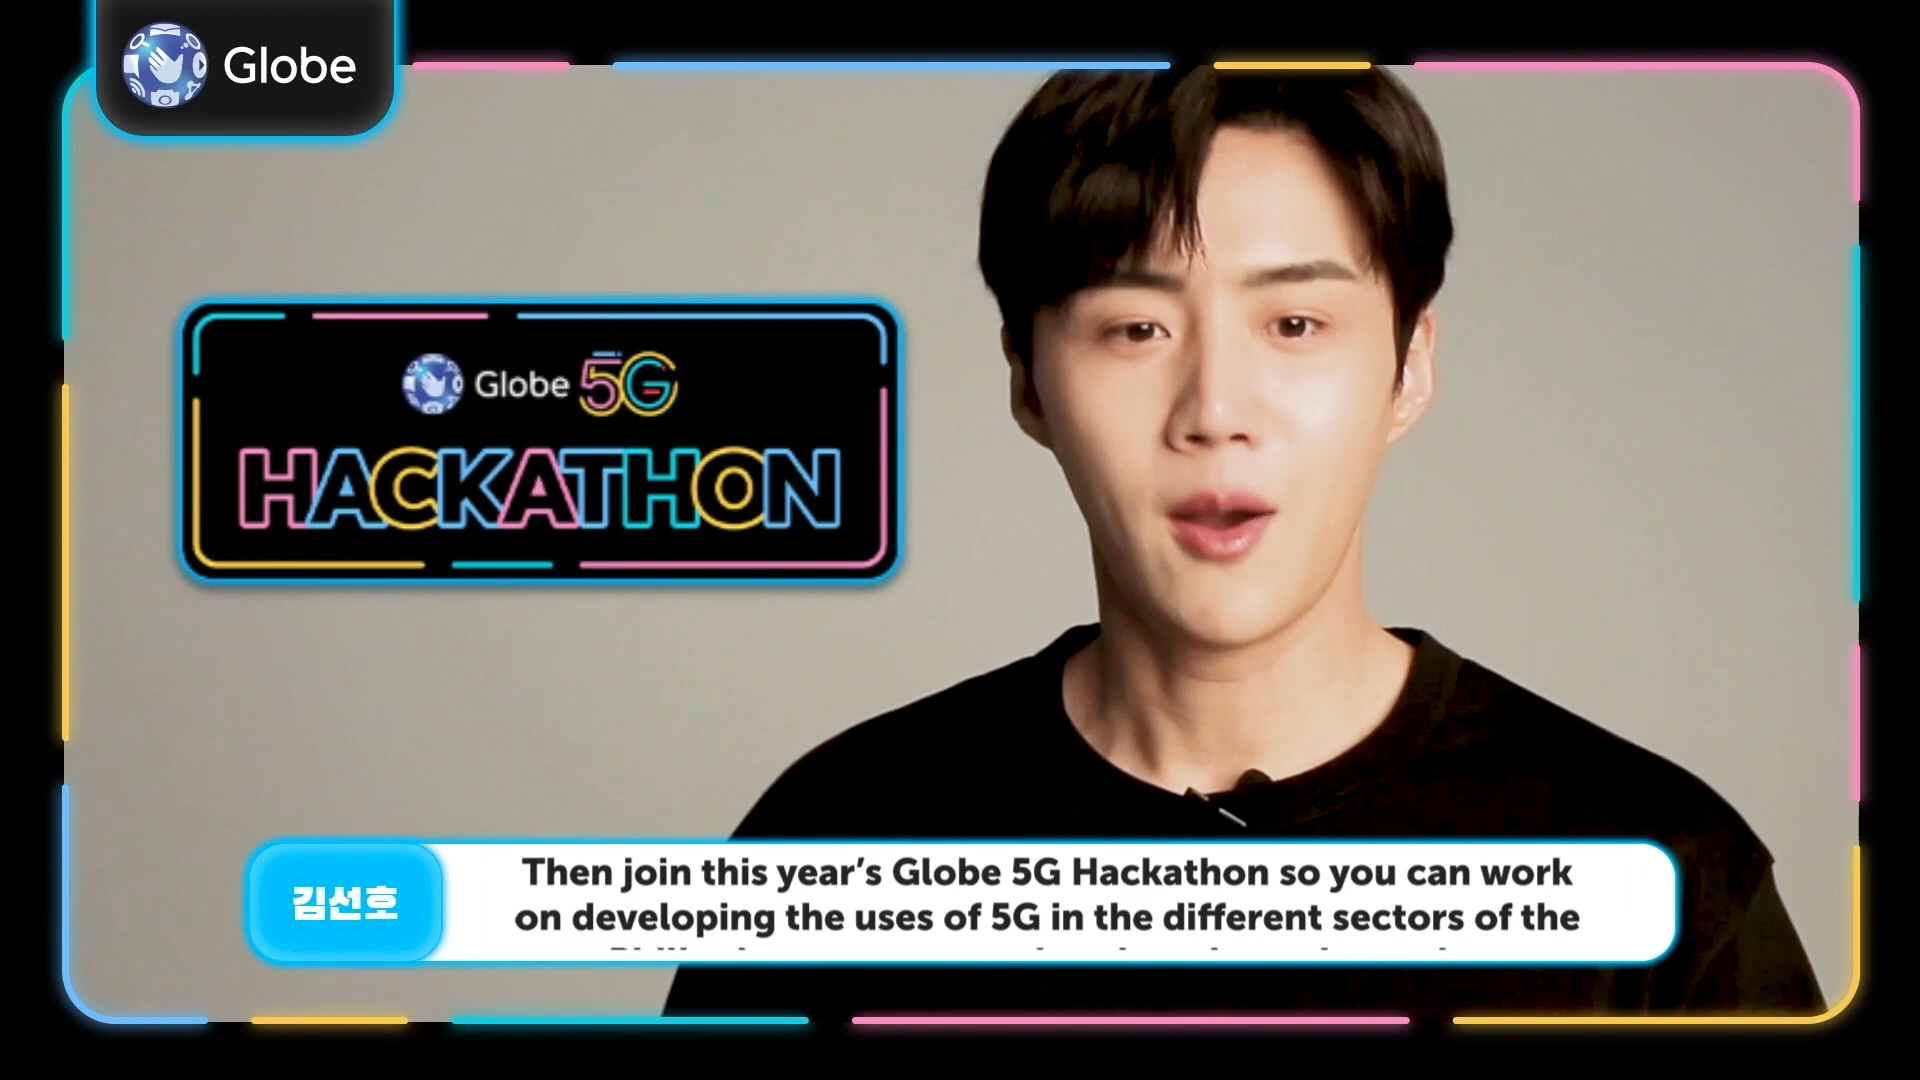 Globe
Globe 5G
HACKATHON
김선호
Then join this year's Globe 5G Hackathon so you can work
on developing the uses of 5G in the different sectors of the